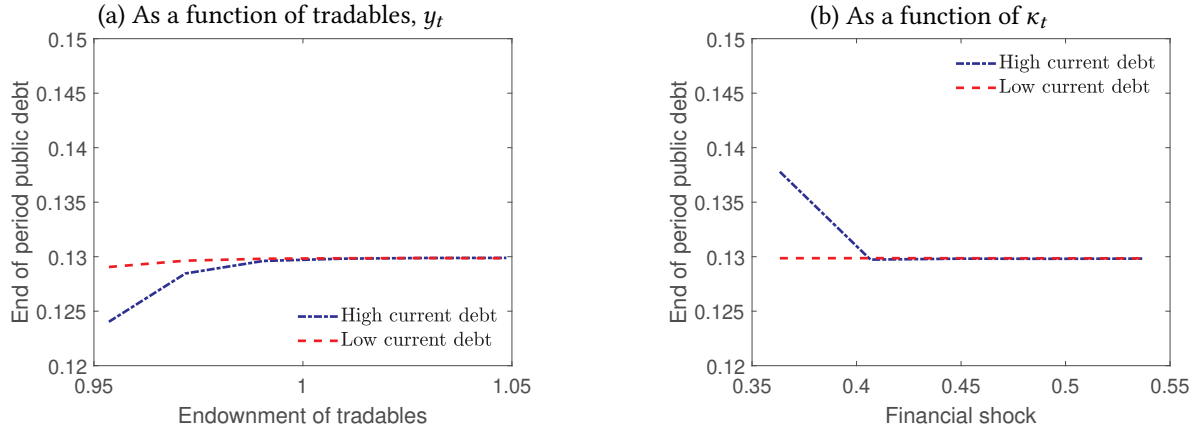 (a) As a function of tradables, y_t
0.15
0.145
0.14
0.135
0.13
0.125
0.12
End of period public debt
High current debt
Low current debt
0.95
1
1.05
Endownment of tradables
(b) As a function of κ_t
0.15
0.145
0.14
0.135
0.13
0.125
0.12
End of period public debt
High current debt
Low current debt
0.35
0.4
0.45
0.5
0.55
Financial shock